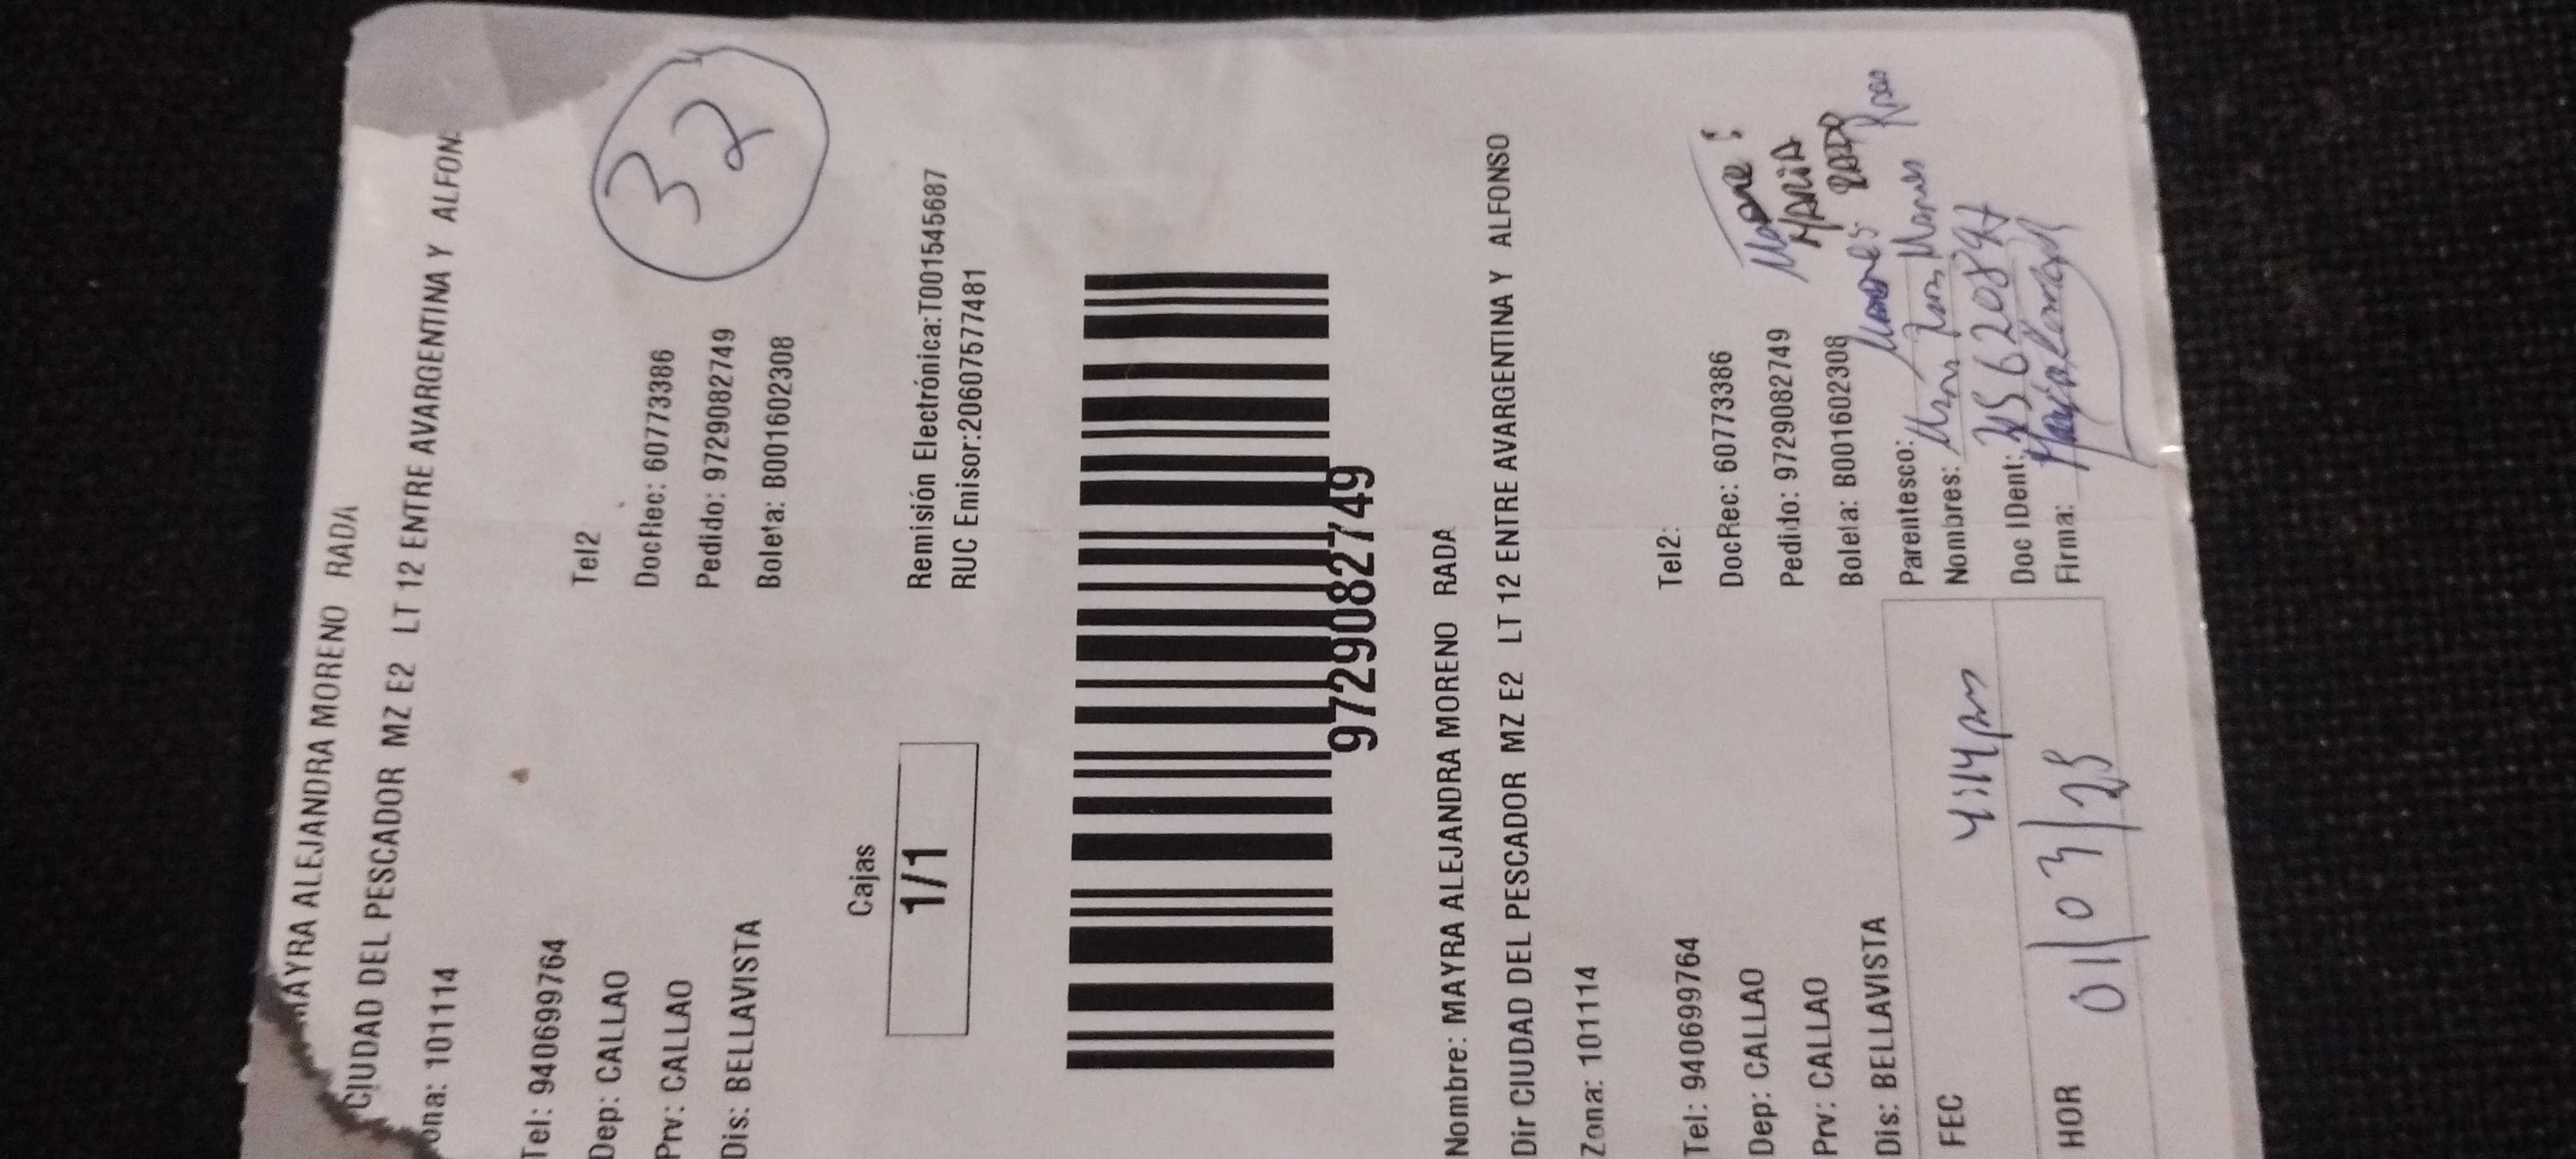 MAYRA ALEJANDRA MORENO RADA
CIUDAD DEL PESCADOR MZ E2 LT 12 ENTRE AVARGENTINA Y ALFON
ona: 101114
Tel: 940699764 Tel2
Dep: CALLAO DocRec: 60773386
Prv: CALLAO Pedido: 9729082749
Dis: BELLAVISTA Boleta: B001602308
32
Cajas
1/1
Remisión Electrónica:T001545687
RUC Emisor:20607577481
9729082749
Nombre: MAYRA ALEJANDRA MORENO RADA
Dir CIUDAD DEL PESCADOR MZ E2 LT 12 ENTRE AVARGENTINA Y ALFONSO
Zona: 101114
Tel: 940699764 Tel2:
Dep: CALLAO DocRec: 60773386
Prv: CALLAO Pedido: 9729082749
Dis: BELLAVISTA Boleta: B001602308
MARIA
Parentesco:
Nombres:
Doc IDent:
Firma:
FEC 4:14pm
HOR 01/03/25